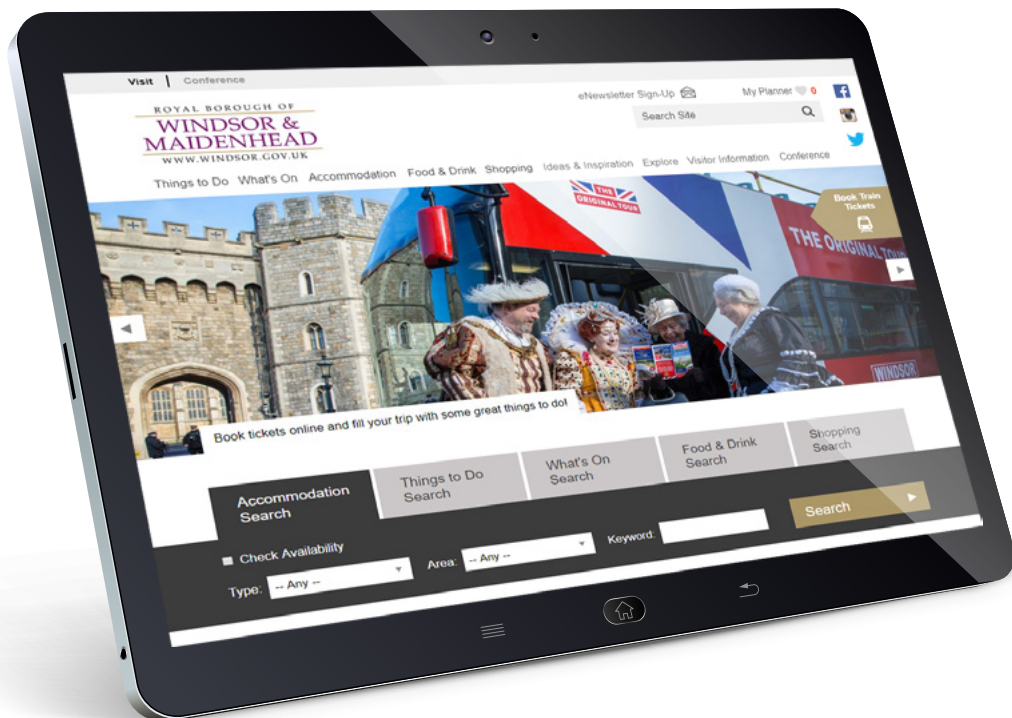 Visit | Conference
eNewsletter Sign-Up
My Planner 0
ROYAL BOROUGH OF
WINDSOR &
MAIDENHEAD
WWW.WINDSOR.GOV.UK
Search Site
Things to Do What's On Accommodation Food & Drink Shopping Ideas & Inspiration Explore Visitor Information Conference
Book Train
Tickets
THE
ORIGINAL TOUR
THE ORIGINAL TOUR
WINDSOR
Book tickets online and fill your trip with some great things to do!
Accommodation
Search
Things to Do
Search
What's On
Search
Food & Drink
Search
Shopping
Search
Check Availability
Type: -- Any --
Area: -- Any --
Keyword:
Search